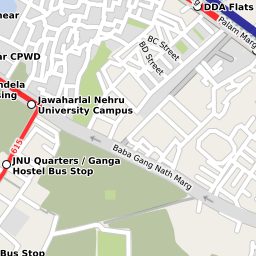 DDA Flats
near
Palam Marg
BC Street
BD Street
ar CPWD
ndela
sing
Jawaharlal Nehru
University Campus
Baba Gang Nath Marg
615
JNU Quarters / Ganga
Hostel Bus Stop
Bus Stop